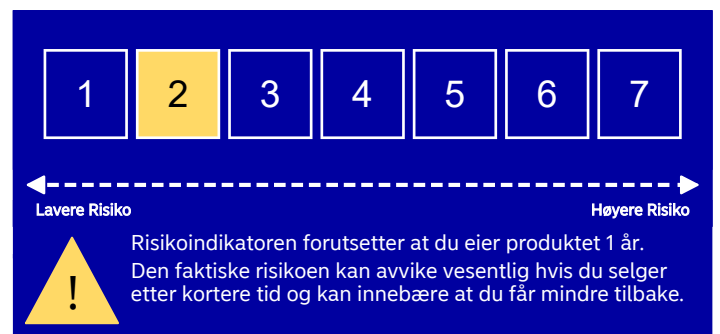 1 2 3 4 5 6 7
Lavere Risiko Høyere Risiko
Risikoindikatoren forutsetter at du eier produktet 1 år.
Den faktiske risikoen kan avvike vesentlig hvis du selger
! etter kortere tid og kan innebære at du får mindre tilbake.